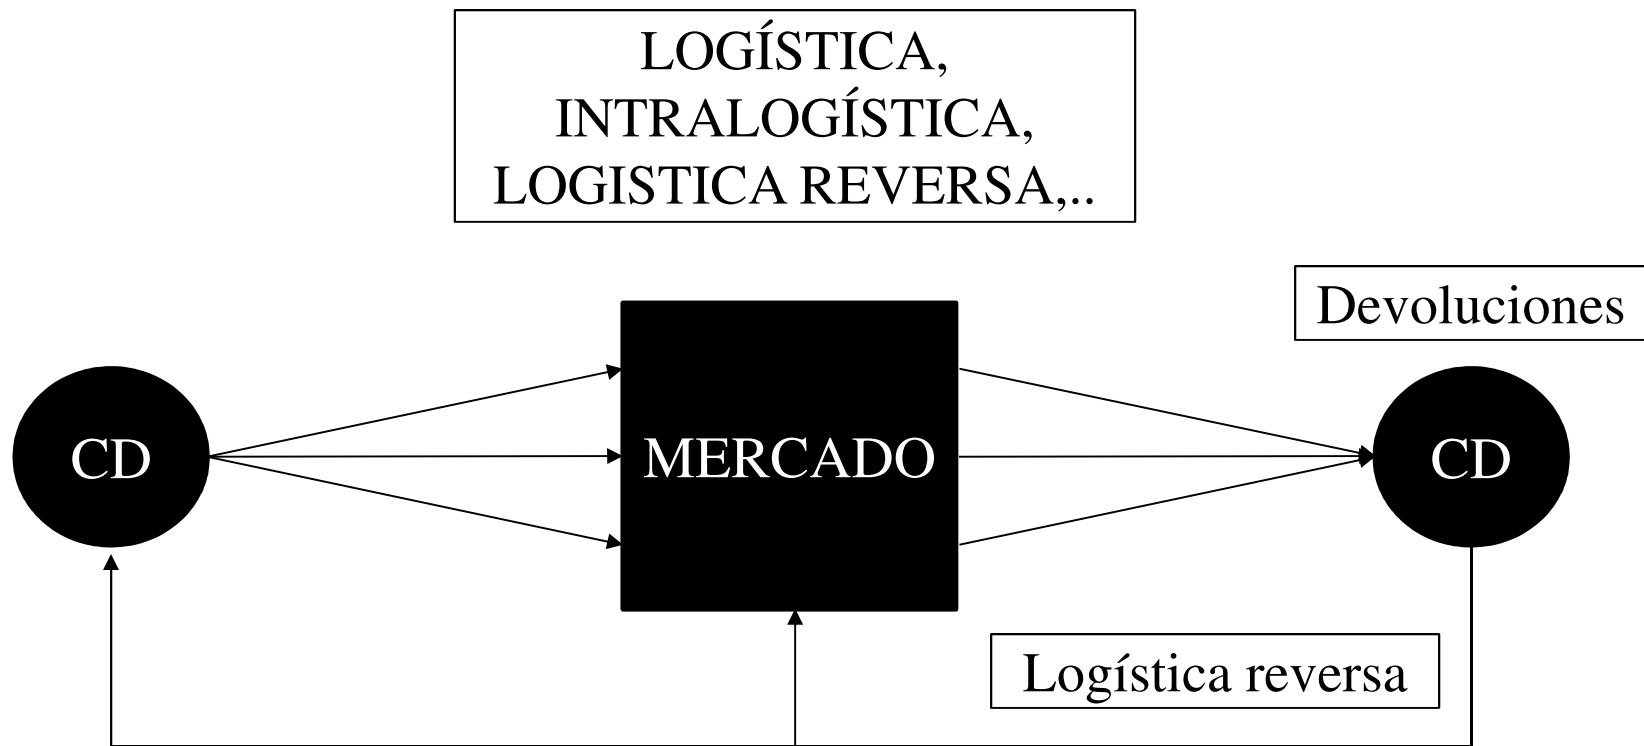 LOGÍSTICA,
INTRALOGÍSTICA,
LOGISTICA REVERSA,..
Devoluciones
CD
MERCADO
CD
Logística reversa